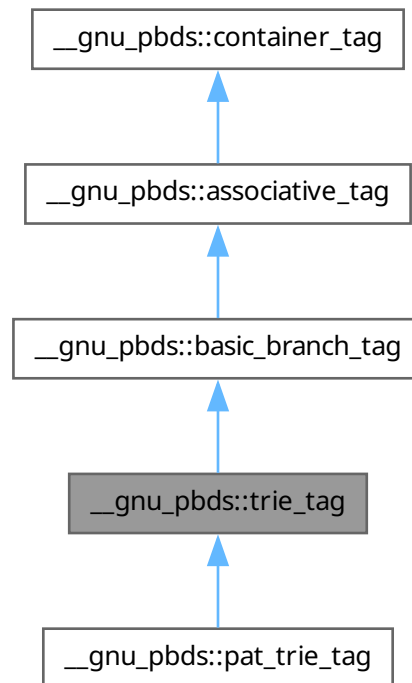 __gnu_pbds::container_tag
__gnu_pbds::associative_tag
__gnu_pbds::basic_branch_tag
__gnu_pbds::trie_tag
__gnu_pbds::pat_trie_tag